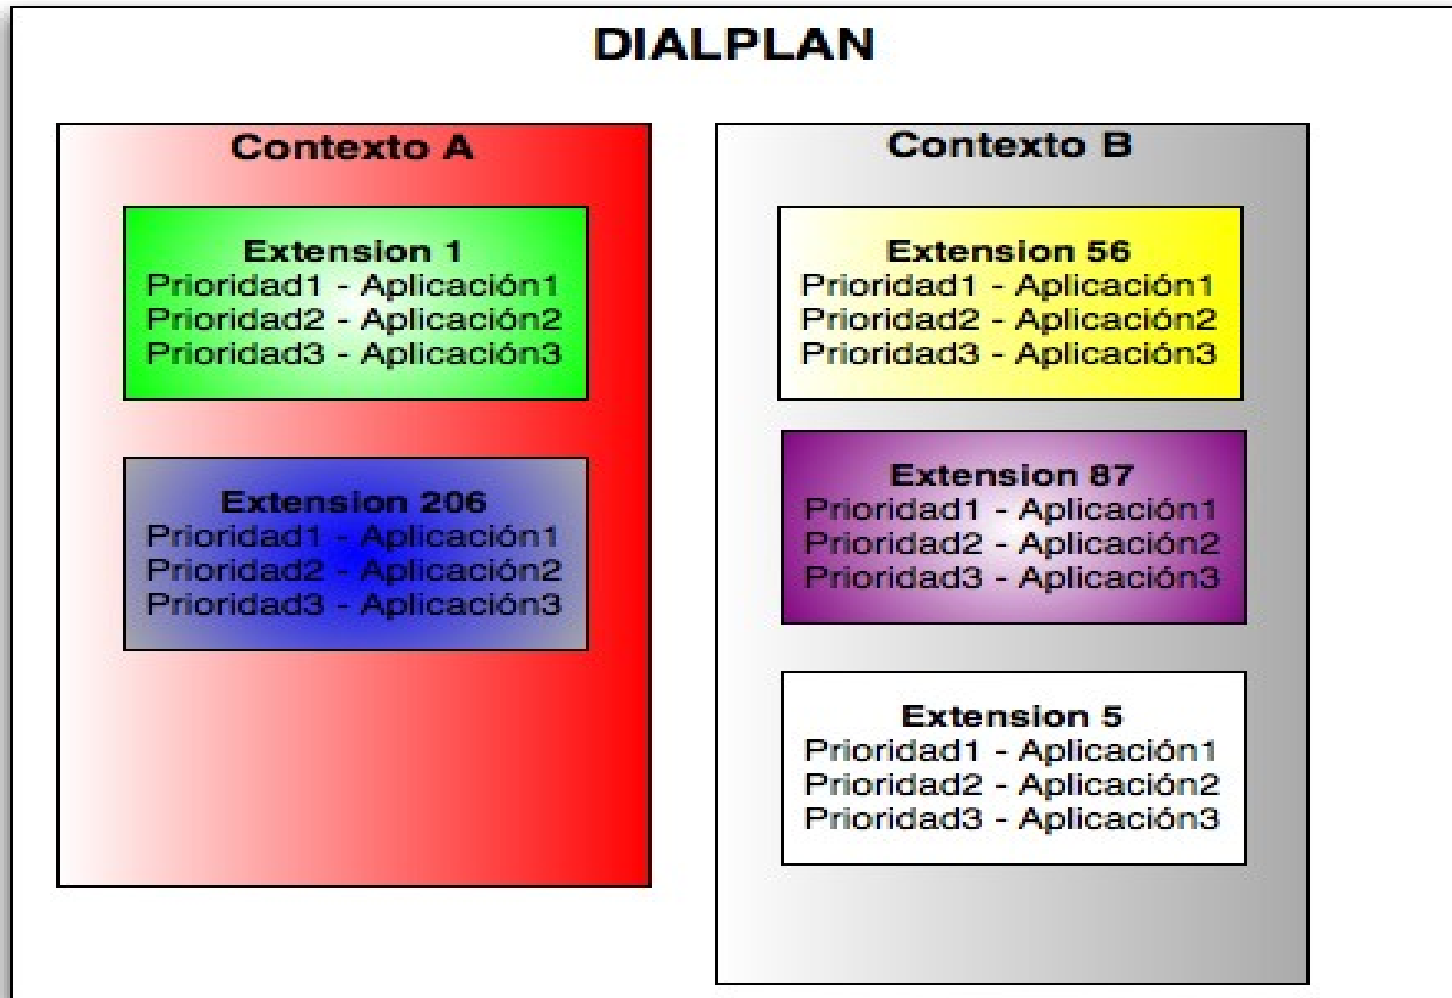 DIALPLAN
Contexto A
Extension 1
Prioridad1 - Aplicación1
Prioridad2 - Aplicación2
Prioridad3 - Aplicación3
Extension 206
Prioridad1 - Aplicación1
Prioridad2 - Aplicación2
Prioridad3 - Aplicación3
Contexto B
Extension 56
Prioridad1 - Aplicación1
Prioridad2 - Aplicación2
Prioridad3 - Aplicación3
Extension 87
Prioridad1 - Aplicación1
Prioridad2 - Aplicación2
Prioridad3 - Aplicación3
Extension 5
Prioridad1 - Aplicación1
Prioridad2 - Aplicación2
Prioridad3 - Aplicación3